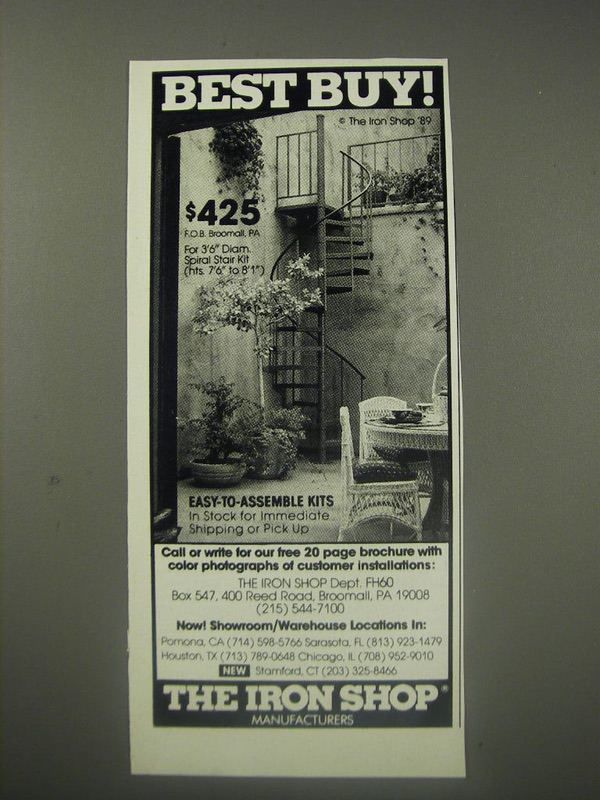 BEST BUY!
© The Iron Shop '89
$425
F.O.B. Broomall, PA
For 3'6" Diam.
Spiral Stair Kit
(hts. 7'6" to 8'1")
EASY-TO-ASSEMBLE KITS
In Stock for Immediate
Shipping or Pick Up
Call or write for our free 20 page brochure with
color photographs of customer installations:
THE IRON SHOP Dept. FH60
Box 547, 400 Reed Road, Broomall, PA 19008
(215) 544-7100
Now! Showroom/Warehouse Locations In:
Pomona, CA (714) 598-5766 Sarasota, FL (813) 923-1479
Houston, TX (713) 789-0648 Chicago, IL (708) 952-9010
NEW Stamford, CT (203) 325-8466
THE IRON SHOP®
MANUFACTURERS